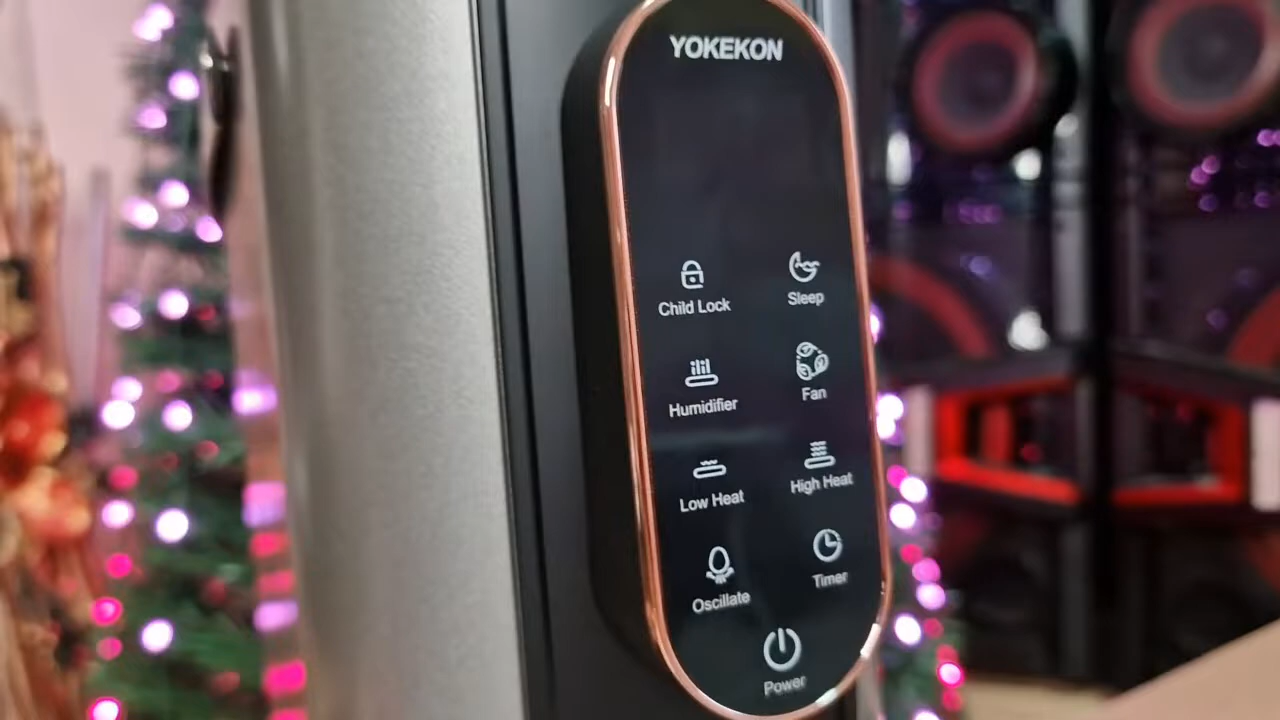 YOKEKON
Child Lock Sleep
Humidifier Fan
Low Heat High Heat
Oscillate Timer
Power